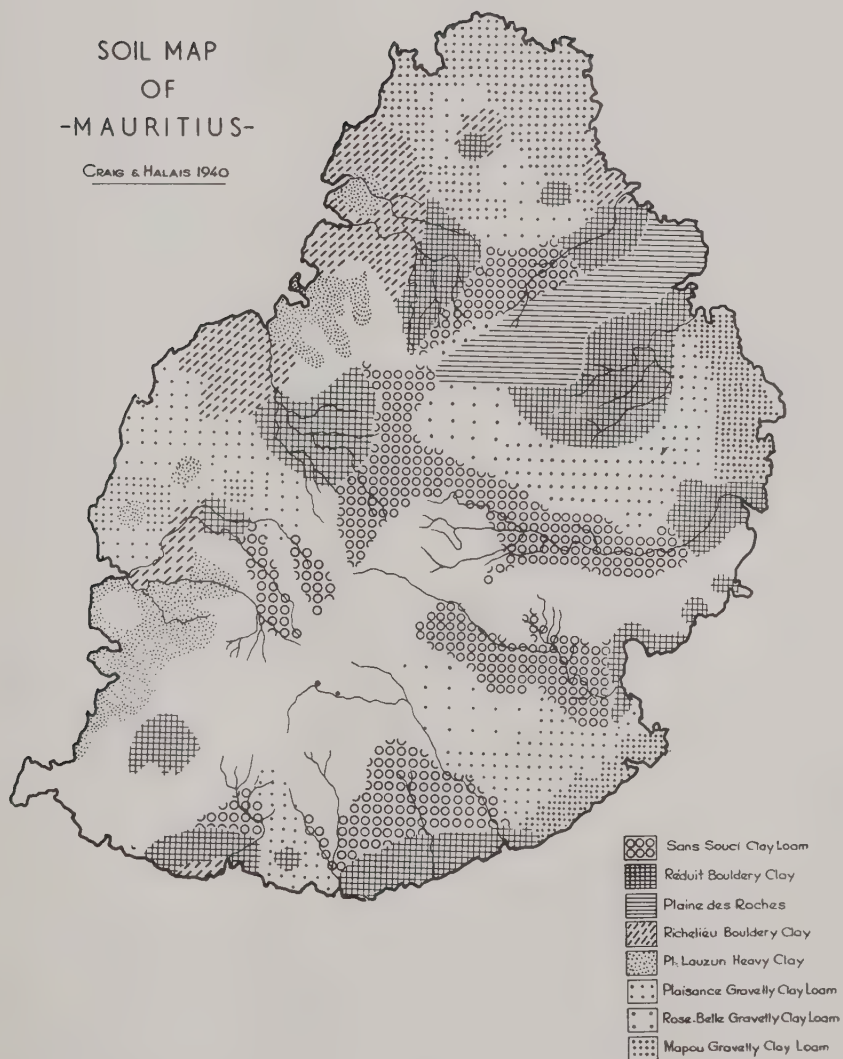 SOIL MAP
OF
-MAURITIUS-
CRAIG & HALAIS 1940
Sans Souci Clay Loam
Réduit Bouldery Clay
Plaine des Roches
Richelieu Bouldery Clay
Pt. Lauzun Heavy Clay
Plaisance Gravelly Clay Loam
Rose-Belle Gravelly Clay Loam
Mapou Gravelly Clay Loam